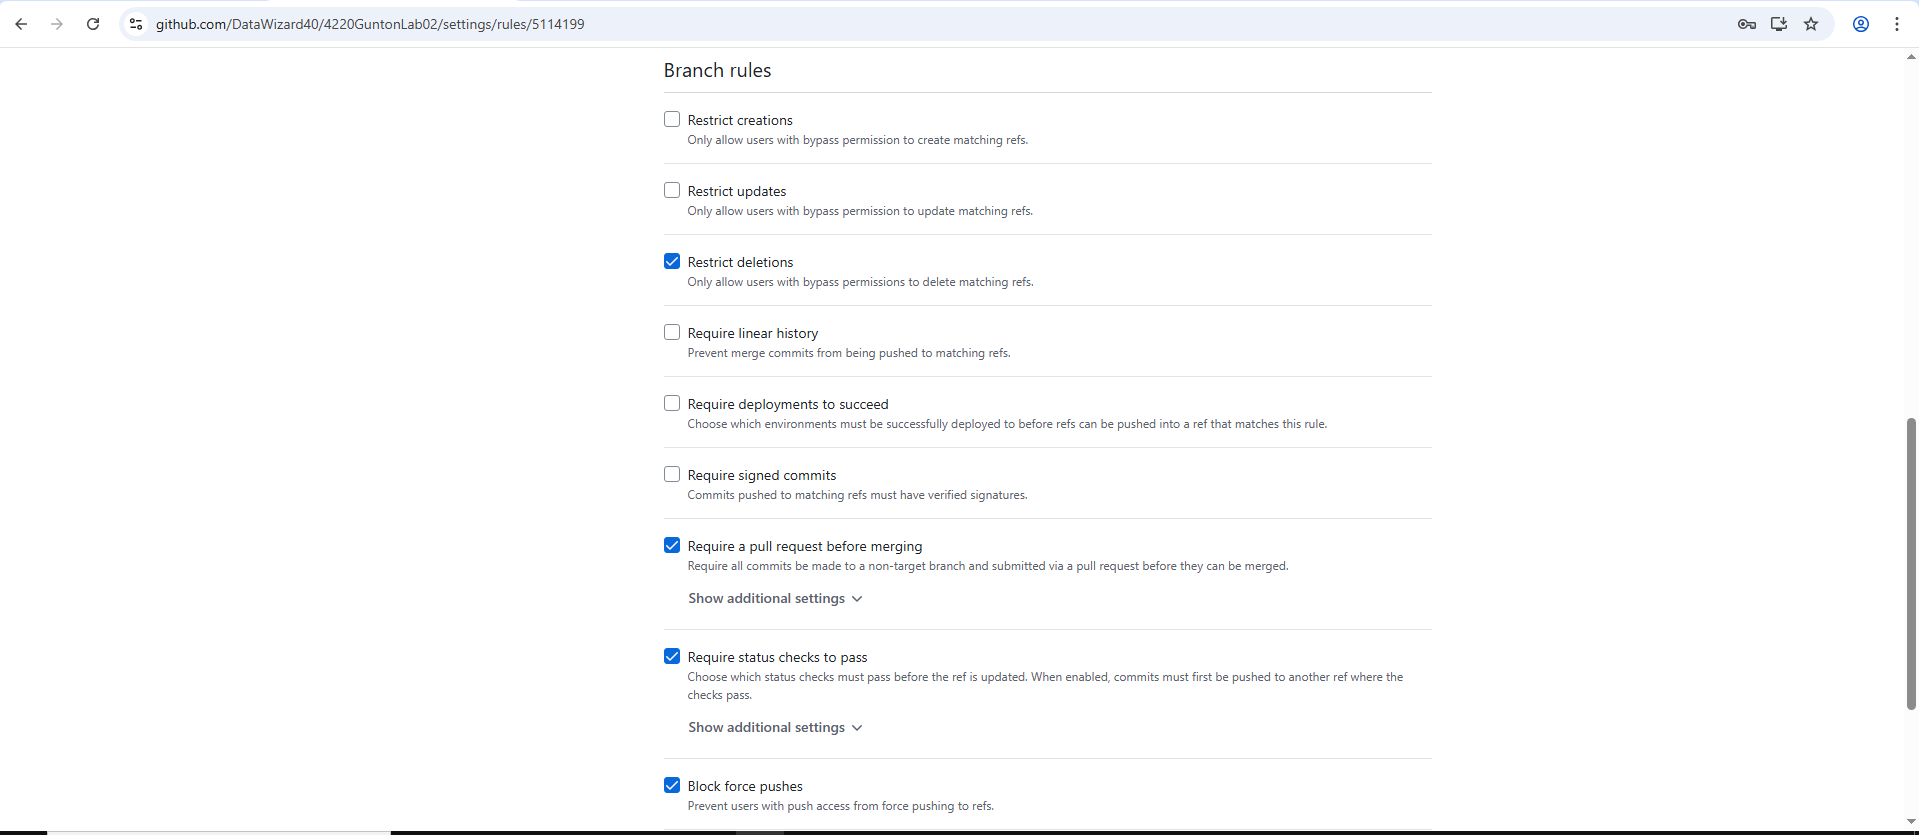 github.com/DataWizard40/4220GuntonLab02/settings/rules/5114199
Branch rules
Restrict creations
Only allow users with bypass permission to create matching refs.
Restrict updates
Only allow users with bypass permission to update matching refs.
Restrict deletions
Only allow users with bypass permissions to delete matching refs.
Require linear history
Prevent merge commits from being pushed to matching refs.
Require deployments to succeed
Choose which environments must be successfully deployed to before refs can be pushed into a ref that matches this rule.
Require signed commits
Commits pushed to matching refs must have verified signatures.
Require a pull request before merging
Require all commits be made to a non-target branch and submitted via a pull request before they can be merged.
Show additional settings
Require status checks to pass
Choose which status checks must pass before the ref is updated. When enabled, commits must first be pushed to another ref where the
checks pass.
Show additional settings
Block force pushes
Prevent users with push access from force pushing to refs.